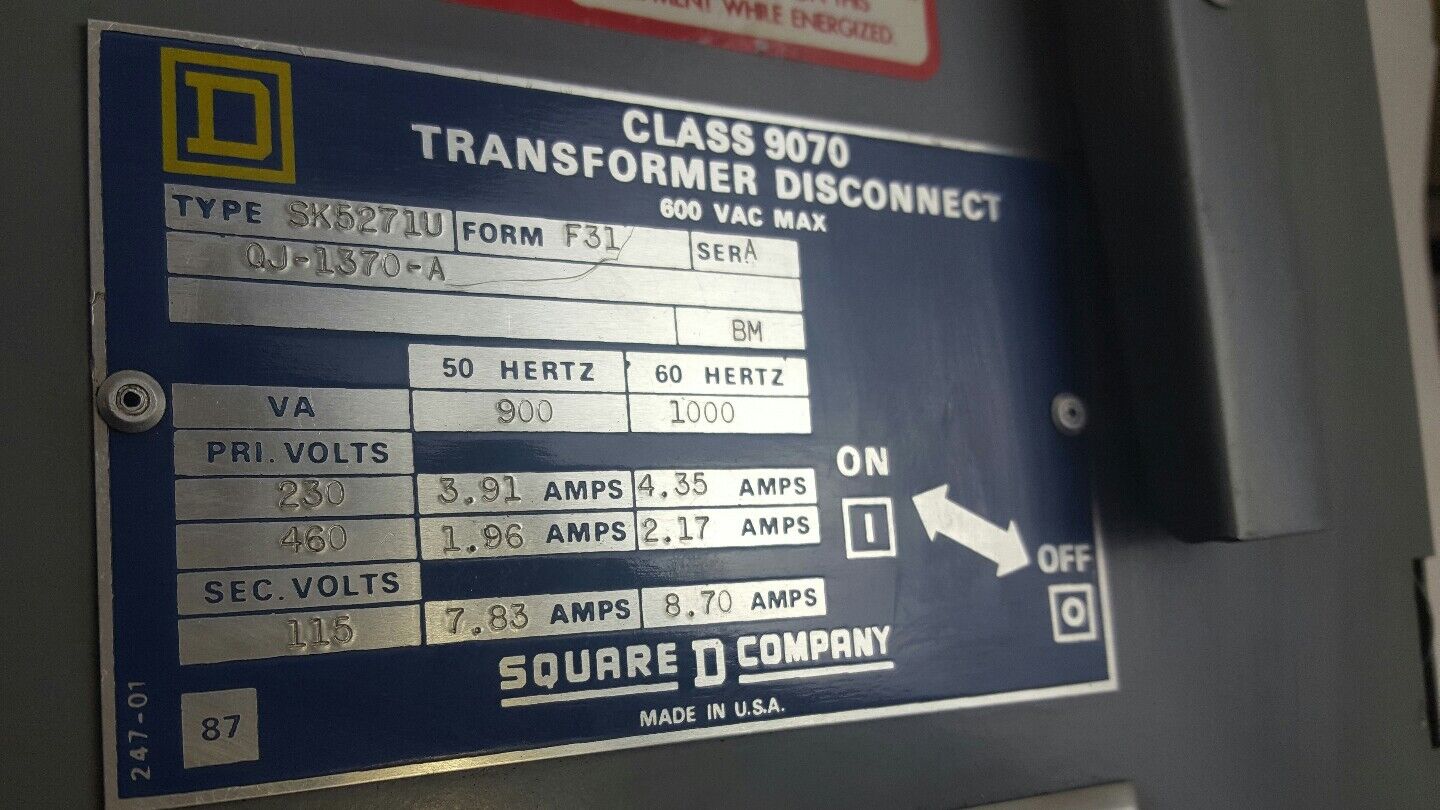 ON THIS
WHILE ENERGIZED
D
CLASS 9070
TRANSFORMER DISCONNECT
600 VAC MAX
TYPE SK5271U FORM F31 SER A
QJ-1370-A
BM
50 HERTZ 60 HERTZ
VA 900 1000
PRI. VOLTS
230 3.91 AMPS 4.35 AMPS
460 1.96 AMPS 2.17 AMPS
SEC. VOLTS
115 7.83 AMPS 8.70 AMPS
ON
I
OFF
O
SQUARE D COMPANY
MADE IN U.S.A.
87
247-01